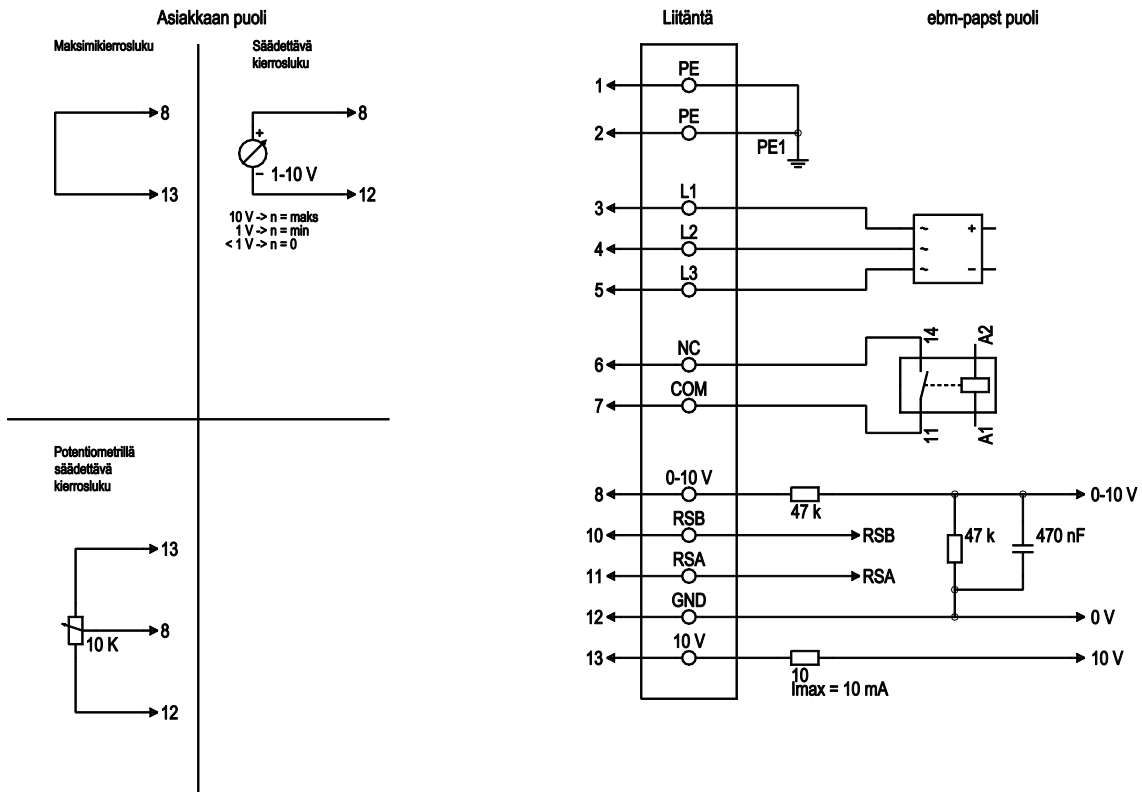 Asiakkaan puoli
Maksimikierrosluku
8
13
Säädettävä
kierrosluku
8
+
1-10 V
–
12
10 V -> n = maks
1 V -> n = min
< 1 V -> n = 0
Potentiometrillä
säädettävä
kierrosluku
13
8
10 K
12
Liitäntä
ebm-papst puoli
1 PE
2 PE
PE1
3 L1
4 L2
5 L3
~ +
~
~ –
6 NC
7 COM
14
A2
11
A1
8 0-10 V
47 k
0-10 V
10 RSB
RSB
47 k
470 nF
11 RSA
RSA
12 GND
0 V
13 10 V
10
Imax = 10 mA
10 V